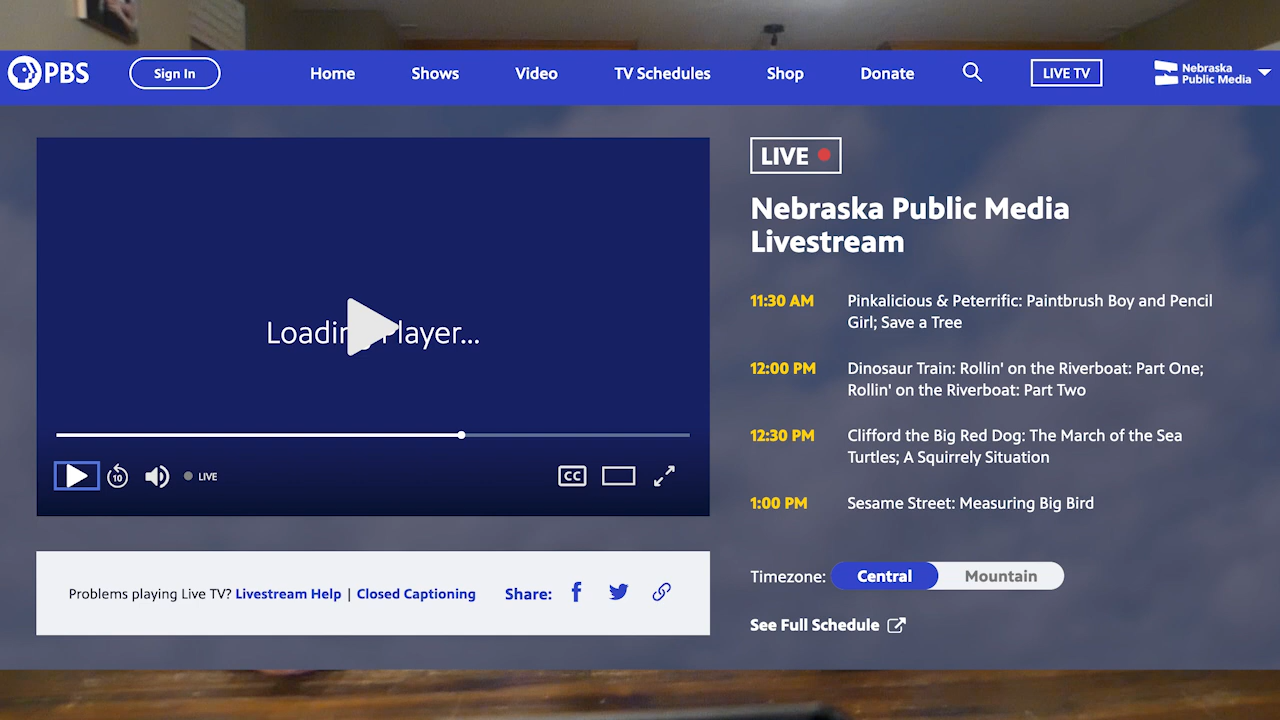 PBS
Sign In
Home
Shows
Video
TV Schedules
Shop
Donate
LIVE TV
Nebraska
Public Media
LIVE
Nebraska Public Media
Livestream
11:30 AM
Pinkalicious & Peterrific: Paintbrush Boy and Pencil
Girl; Save a Tree
12:00 PM
Dinosaur Train: Rollin' on the Riverboat: Part One;
Rollin' on the Riverboat: Part Two
12:30 PM
Clifford the Big Red Dog: The March of the Sea
Turtles; A Squirrely Situation
1:00 PM
Sesame Street: Measuring Big Bird
Timezone:
Central
Mountain
See Full Schedule
Loading Player...
10
LIVE
CC
Problems playing Live TV? Livestream Help | Closed Captioning
Share: